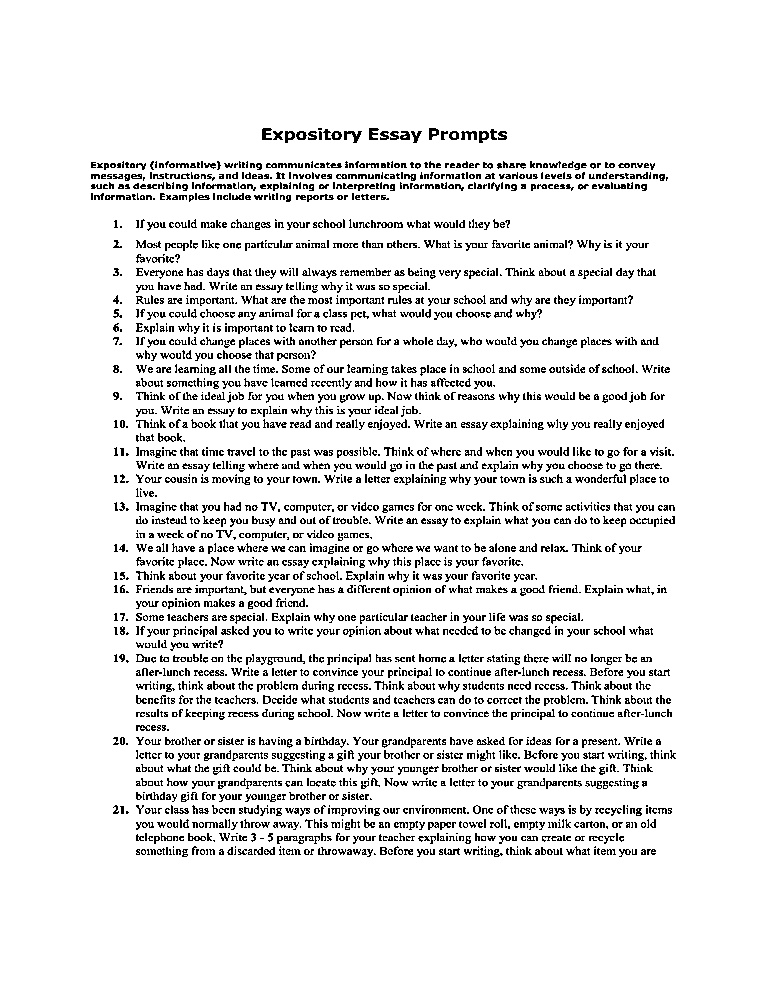 Expository Essay Prompts
Expository (informative) writing communicates information to the reader to share knowledge or to convey
messages, instructions, and ideas. It involves communicating information at various levels of understanding,
such as describing information, explaining or interpreting information, clarifying a process, or evaluating
information. Examples include writing reports or letters.
1. If you could make changes in your school lunchroom what would they be?
2. Most people like one particular animal more than others. What is your favorite animal? Why is it your
favorite?
3. Everyone has days that they will always remember as being very special. Think about a special day that
you have had. Write an essay telling why it was so special.
4. Rules are important. What are the most important rules at your school and why are they important?
5. If you could choose any animal for a class pet, what would you choose and why?
6. Explain why it is important to learn to read.
7. If you could change places with another person for a whole day, who would you change places with and
why would you choose that person?
8. We are learning all the time. Some of our learning takes place in school and some outside of school. Write
about something you have learned recently and how it has affected you.
9. Think of the ideal job for you when you grow up. Now think of reasons why this would be a good job for
you. Write an essay to explain why this is your ideal job.
10. Think of a book that you have read and really enjoyed. Write an essay explaining why you really enjoyed
that book.
11. Imagine that time travel to the past was possible. Think of where and when you would like to go for a visit.
Write an essay telling where and when you would go in the past and explain why you choose to go there.
12. Your cousin is moving to your town. Write a letter explaining why your town is such a wonderful place to
live.
13. Imagine that you had no TV, computer, or video games for one week. Think of some activities that you can
do instead to keep you busy and out of trouble. Write an essay to explain what you can do to keep occupied
in a week of no TV, computer, or video games.
14. We all have a place where we can imagine or go where we want to be alone and relax. Think of your
favorite place. Now write an essay explaining why this place is your favorite.
15. Think about your favorite year of school. Explain why it was your favorite year.
16. Friends are important, but everyone has a different opinion of what makes a good friend. Explain what, in
your opinion makes a good friend.
17. Some teachers are special. Explain why one particular teacher in your life was so special.
18. If your principal asked you to write your opinion about what needed to be changed in your school what
would you write?
19. Due to trouble on the playground, the principal has sent home a letter stating there will no longer be an
after-lunch recess. Write a letter to convince your principal to continue after-lunch recess. Before you start
writing, think about the problem during recess. Think about why students need recess. Think about the
benefits for the teachers. Decide what students and teachers can do to correct the problem. Think about the
results of keeping recess during school. Now write a letter to convince the principal to continue after-lunch
recess.
20. Your brother or sister is having a birthday. Your grandparents have asked for ideas for a present. Write a
letter to your grandparents suggesting a gift your brother or sister might like. Before you start writing, think
about what the gift could be. Think about why your younger brother or sister would like the gift. Think
about how your grandparents can locate this gift. Now write a letter to your grandparents suggesting a
birthday gift for your younger brother or sister.
21. Your class has been studying ways of improving our environment. One of these ways is by recycling items
you would normally throw away. This might be an empty paper towel roll, empty milk carton, or an old
telephone book. Write 3 - 5 paragraphs for your teacher explaining how you can create or recycle
something from a discarded item or throwaway. Before you start writing, think about what item you are